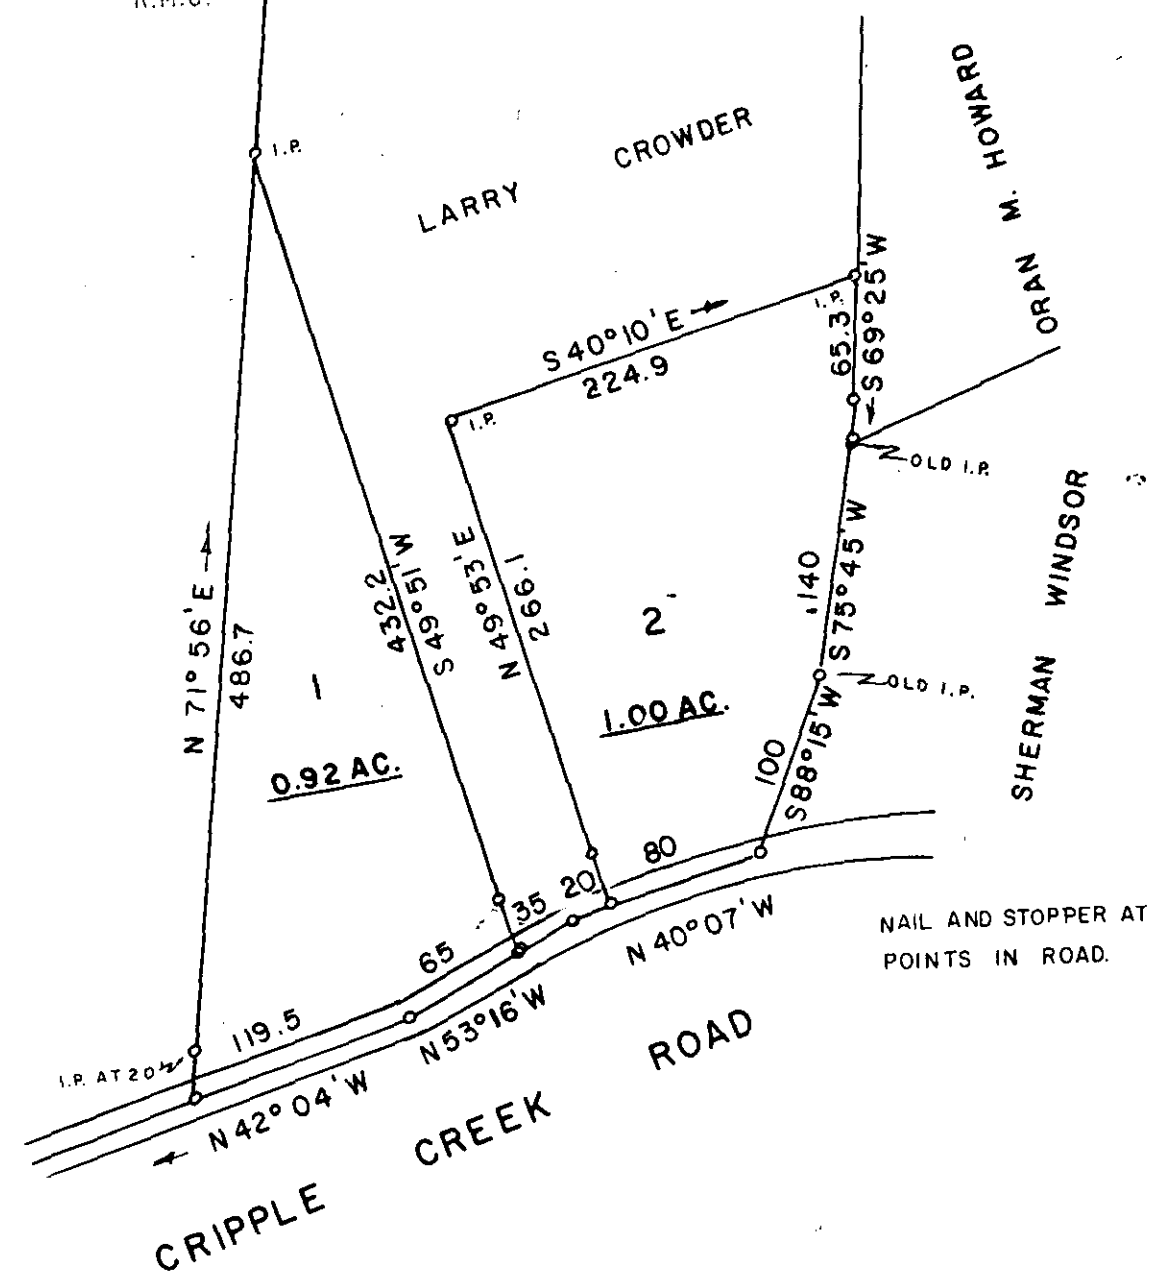 I.P.
LARRY CROWDER
ORAN M. HOWARD
S 40°10'E
224.9
I.P.
65.3
S 69°25'W
I.P.
OLD I.P.
N 71°56'E
486.7
432.2
S 49°51'W
N 49°53'E
266.1
140
S 75°45'W
SHERMAN WINDSOR
1
0.92 AC.
2
1.00 AC.
OLD I.P.
100
S 88°15'W
80
20
35
65
119.5
I.P. AT 20
N 40°07'W
N 53°16'W
N 42°04'W
NAIL AND STOPPER AT
POINTS IN ROAD.
CRIPPLE CREEK ROAD